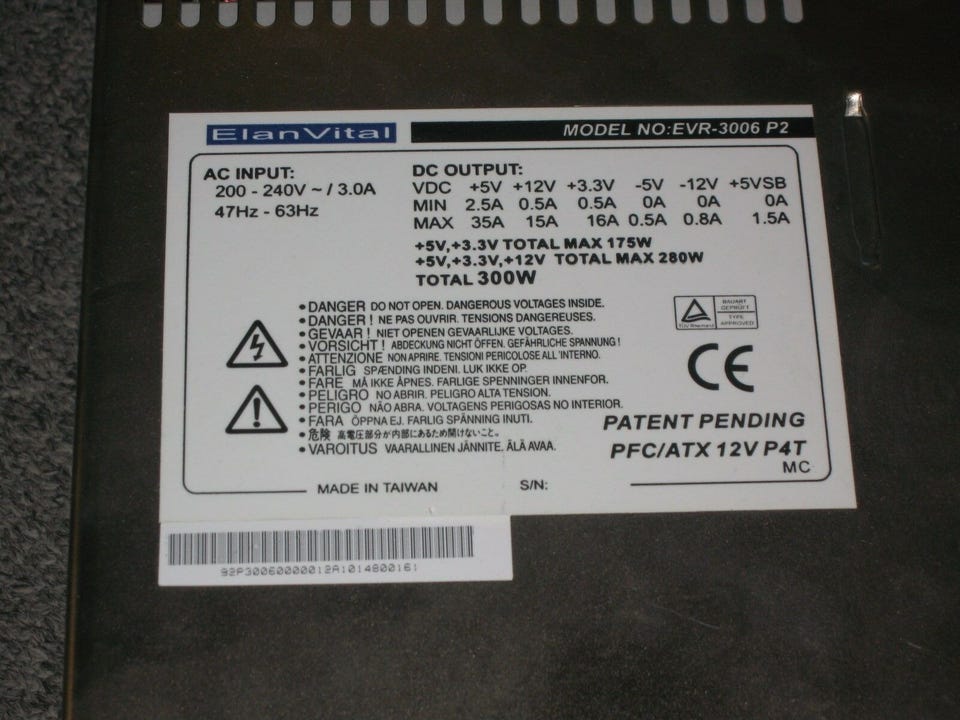 ElanVital
MODEL NO:EVR-3006 P2
AC INPUT:
200 - 240V ~ / 3.0A
47Hz - 63Hz
DC OUTPUT:
VDC +5V +12V +3.3V -5V -12V +5VSB
MIN 2.5A 0.5A 0.5A 0A 0A 0A
MAX 35A 15A 16A 0.5A 0.8A 1.5A
+5V,+3.3V TOTAL MAX 175W
+5V,+3.3V,+12V TOTAL MAX 280W
TOTAL 300W
• DANGER DO NOT OPEN. DANGEROUS VOLTAGES INSIDE.
• DANGER ! NE PAS OUVRIR. TENSIONS DANGEREUSES.
• GEVAAR ! NIET OPENEN GEVAARLIJKE VOLTAGES.
• VORSICHT ! ABDECKUNG NICHT ÖFFEN. GEFÄHRLICHE SPANNUNG !
• ATTENZIONE NON APRIRE. TENSIONI PERICOLOSE ALL 'INTERNO.
• FARLIG SPÆNDING INDENI. LUK IKKE OP.
• FARE MÅ IKKE ÅPNES. FARLIGE SPENNINGER INNENFOR.
• PELIGRO NO ABRIR. PELIGRO ALTA TENSION.
• PERIGO NÃO ABRA. VOLTAGENS PERIGOSAS NO INTERIOR.
• FARA ÖPPNA EJ. FARLIG SPÄNNING INUTI.
• 危険 高電圧部分が内部にあるため開けないこと。
• VAROITUS VAARALLINEN JÄNNITE. ÄLÄ AVAA.
TÜV Rheinland
BAUART
GEPRÜFT
TYPE
APPROVED
CE
PATENT PENDING
PFC/ATX 12V P4T
MC
MADE IN TAIWAN
S/N:
92P30060000012A1014800161